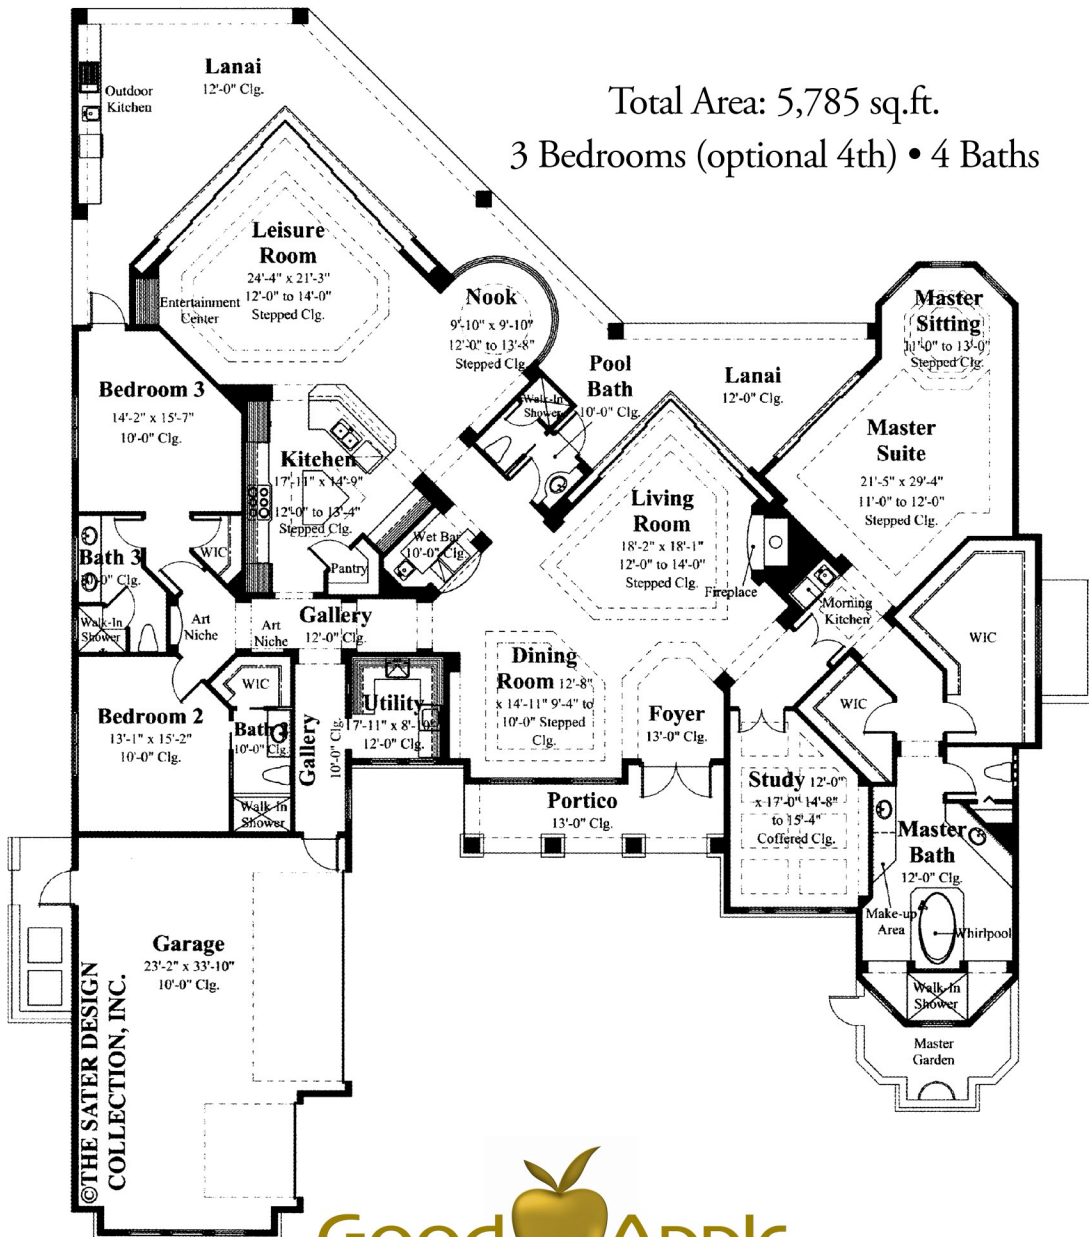 Total Area: 5,785 sq.ft.
3 Bedrooms (optional 4th) • 4 Baths
Lanai
12'-0" Clg.
Outdoor
Kitchen
Leisure
Room
24'-4" x 21'-3"
12'-0" to 14'-0"
Stepped Clg.
Entertainment
Center
Nook
9'-10" x 9'-10"
12'-0" to 13'-8"
Stepped Clg.
Master
Sitting
11'-0" to 13'-0"
Stepped Clg.
Pool
Bath
10'-0" Clg.
Walk-In
Shower
Lanai
12'-0" Clg.
Bedroom 3
14'-2" x 15'-7"
10'-0" Clg.
Master
Suite
21'-5" x 29'-4"
11'-0" to 12'-0"
Stepped Clg.
Kitchen
17'-11" x 14'-9"
12'-0" to 13'-4"
Stepped Clg.
Living
Room
18'-2" x 18'-1"
12'-0" to 14'-0"
Stepped Clg.
Wet Bar
10'-0" Clg.
Pantry
Fireplace
Bath 3
10'-0" Clg.
WIC
Walk-In
Shower
Art
Niche
Art
Niche
Gallery
12'-0" Clg.
Morning
Kitchen
WIC
Dining
Room 12'-8"
x 14'-11" 9'-4" to
10'-0" Stepped
Clg.
WIC
WIC
Bedroom 2
13'-1" x 15'-2"
10'-0" Clg.
Bath 2
10'-0" Clg.
Walk-In
Shower
Gallery
10'-0" Clg.
Utility
7'-11" x 8'-10"
12'-0" Clg.
Foyer
13'-0" Clg.
Study 12'-0"
x 17'-0" 14'-8"
to 15'-4"
Coffered Clg.
Portico
13'-0" Clg.
Master
Bath
12'-0" Clg.
Make-up
Area
Whirlpool
Walk-In
Shower
Master
Garden
Garage
23'-2" x 33'-10"
10'-0" Clg.
©THE SATER DESIGN
COLLECTION, INC.
Good Apple